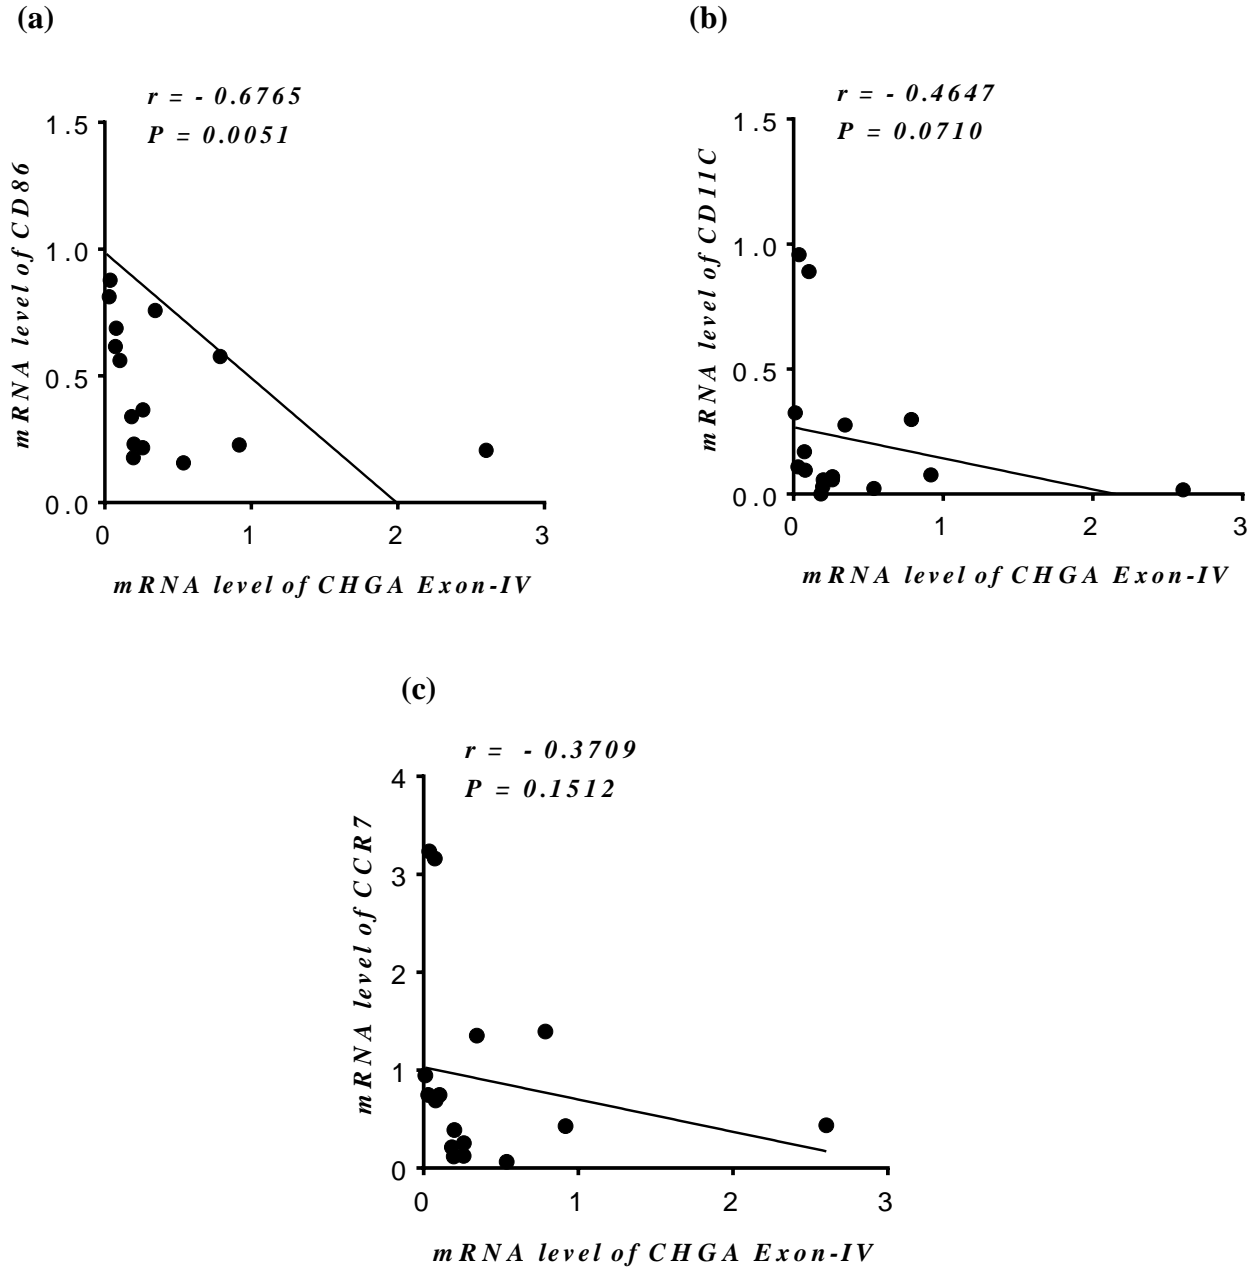 (a)
r = - 0.6765
P = 0.0051
mRNA level of CD86
1.5
1.0
0.5
0.0
0 1 2 3
mRNA level of CHGA Exon-IV
(b)
r = - 0.4647
P = 0.0710
mRNA level of CD11C
1.5
1.0
0.5
0.0
0 1 2 3
mRNA level of CHGA Exon-IV
(c)
r = - 0.3709
P = 0.1512
mRNA level of CCR7
4
3
2
1
0
0 1 2 3
mRNA level of CHGA Exon-IV